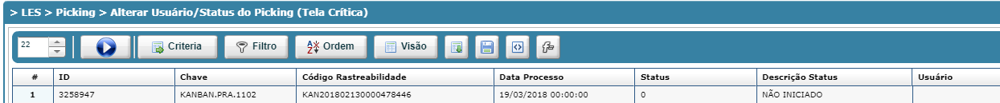 > LES > Picking > Alterar Usuário/Status do Picking (Tela Crítica)
22 Criteria Filtro Ordem Visão
# ID Chave Código Rastreabilidade Data Processo Status Descrição Status Usuário
1 3258947 KANBAN.PRA.1102 KAN201802130000478446 19/03/2018 00:00:00 0 NÃO INICIADO